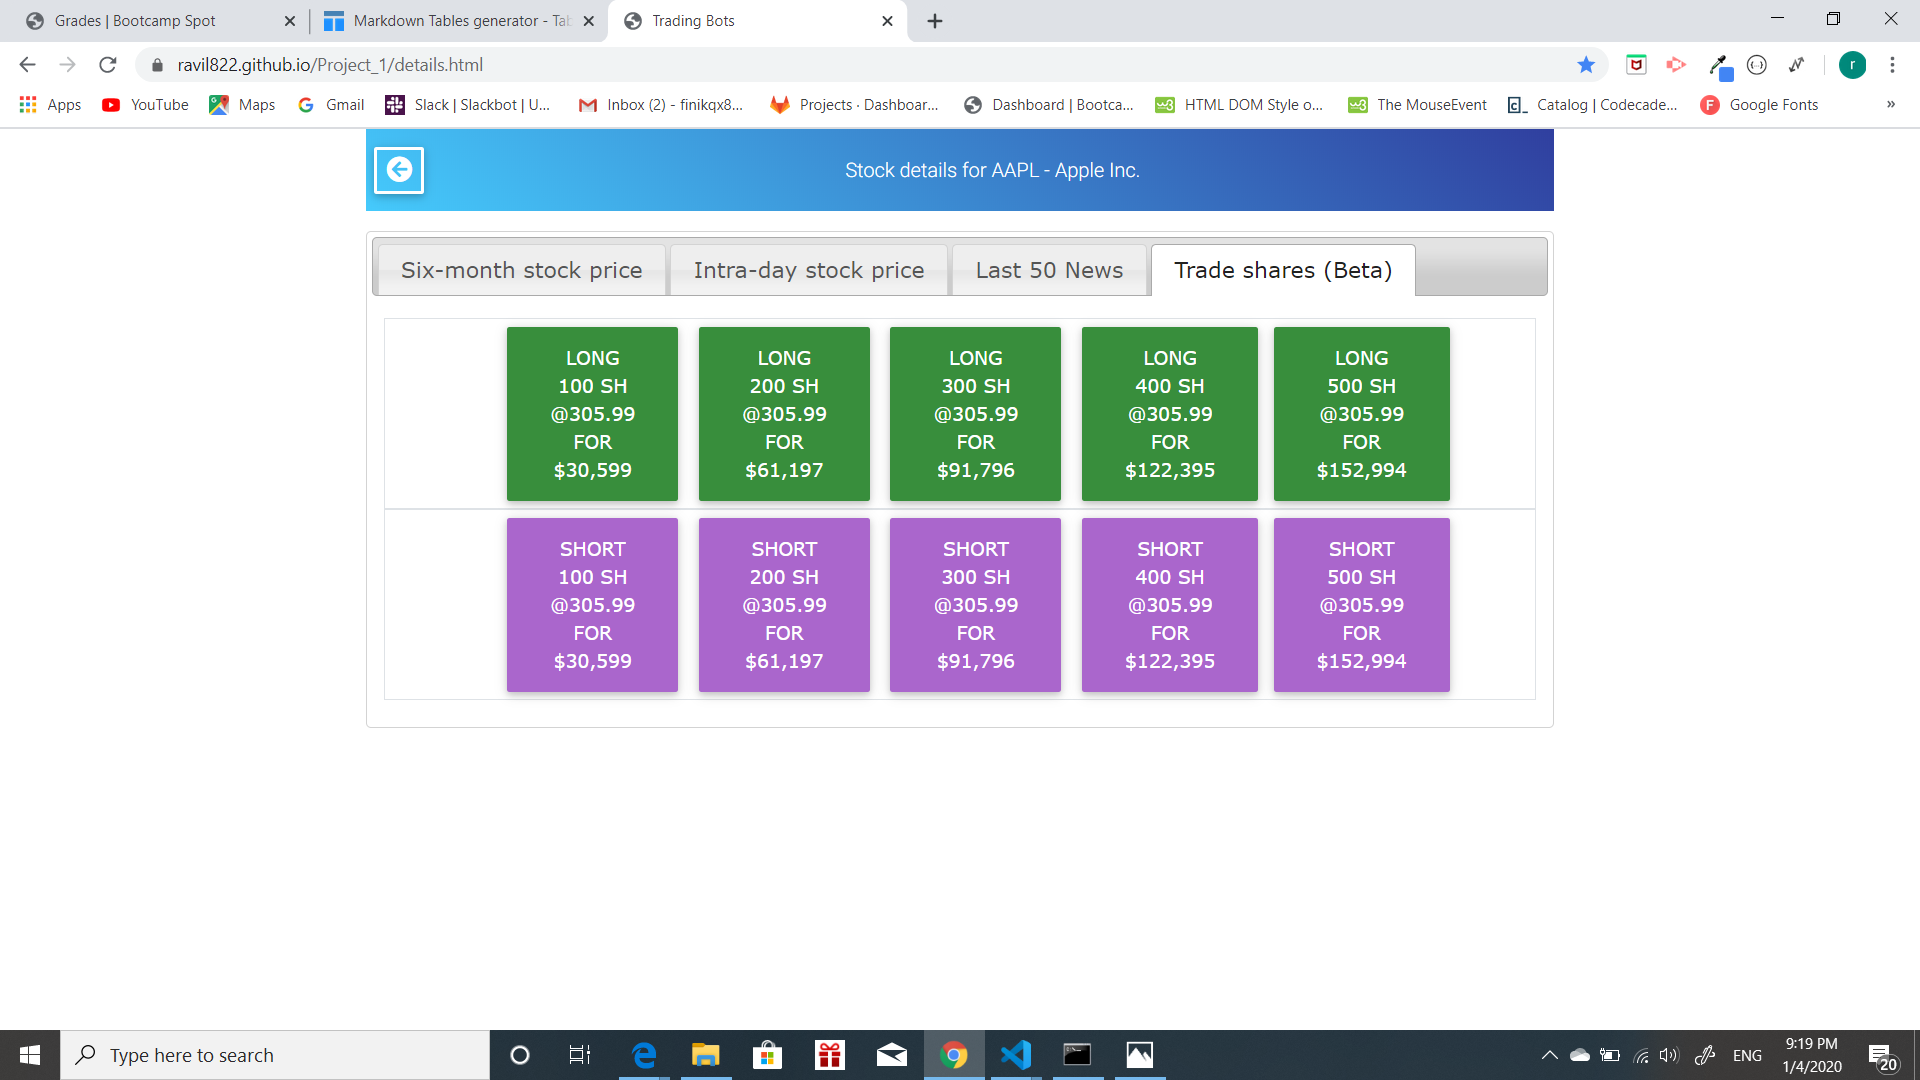 Grades | Bootcamp Spot
Markdown Tables generator - Tab
Trading Bots
ravil822.github.io/Project_1/details.html
r
Apps
YouTube
Maps
Gmail
Slack | Slackbot | U...
Inbox (2) - finikqx8...
Projects · Dashboar...
Dashboard | Bootca...
HTML DOM Style o...
The MouseEvent
Catalog | Codecade...
Google Fonts
»
Stock details for AAPL - Apple Inc.
Six-month stock price
Intra-day stock price
Last 50 News
Trade shares (Beta)
LONG
100 SH
@305.99
FOR
$30,599
LONG
200 SH
@305.99
FOR
$61,197
LONG
300 SH
@305.99
FOR
$91,796
LONG
400 SH
@305.99
FOR
$122,395
LONG
500 SH
@305.99
FOR
$152,994
SHORT
100 SH
@305.99
FOR
$30,599
SHORT
200 SH
@305.99
FOR
$61,197
SHORT
300 SH
@305.99
FOR
$91,796
SHORT
400 SH
@305.99
FOR
$122,395
SHORT
500 SH
@305.99
FOR
$152,994
Type here to search
ENG
9:19 PM
1/4/2020
20